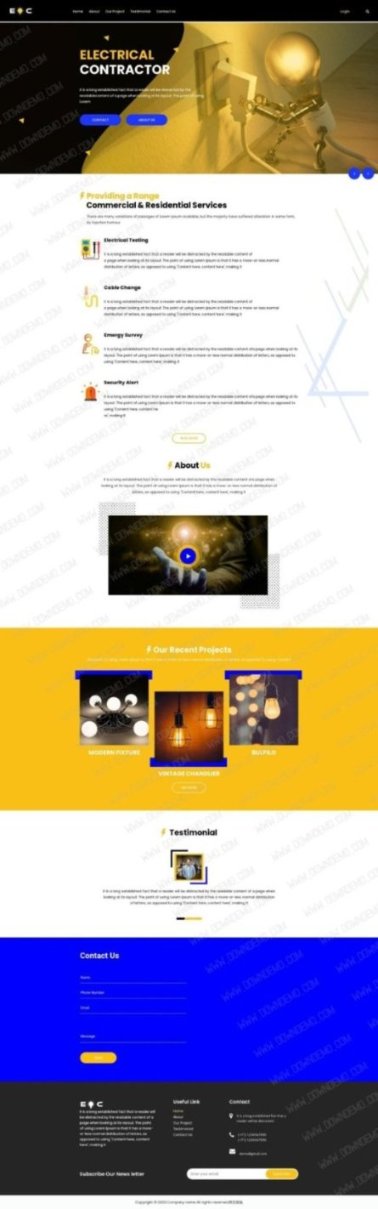 E C
Home About Our Project Testimonial Contact Us
Login
ELECTRICAL
CONTRACTOR
It is a long established fact that a reader will be distracted by the
readable content of a page when looking at its layout. The point of using
Lorem
CONTACT
ABOUT US
Providing a Range
Commercial & Residential Services
There are many variations of passages of Lorem Ipsum available, but the majority have suffered alteration in some form,
by injected humour
Electrical Testing
It is a long established fact that a reader will be distracted by the readable content of
a page when looking at its layout. The point of using Lorem Ipsum is that it has a more-or-less normal
distribution of letters, as opposed to using 'Content here, content here', making it
Cable Change
It is a long established fact that a reader will be distracted by the readable content of
a page when looking at its layout. The point of using Lorem Ipsum is that it has a more-or-less normal
distribution of letters, as opposed to using 'Content here, content here', making it
Emergy Survey
It is a long established fact that a reader will be distracted by the readable content of a page when looking at its
layout. The point of using Lorem Ipsum is that it has a more-or-less normal distribution of letters, as opposed to
using 'Content here, content here', making it
Security Alert
It is a long established fact that a reader will be distracted by the readable content of a page when looking at its
layout. The point of using Lorem Ipsum is that it has a more-or-less normal distribution of letters, as opposed to
using 'Content here, content he
re', making it
About Us
It is a long established fact that a reader will be distracted by the readable content of a page when
looking at its layout. The point of using Lorem Ipsum is that it has a more-or-less normal distribution of
letters, as opposed to using 'Content here, content here', making it
Our Recent Projects
MODERN FIXTURE
VINTAGE CHANDLIER
BULFILD
Testimonial
It is a long established fact that a reader will be distracted by the readable content of a page when
looking at its layout. The point of using Lorem Ipsum is that it has a more-or-less normal distribution
of letters, as opposed to using 'Content here, content here', making it
Contact Us
Name
Phone Number
Email
Message
E C
It is a long established fact that a reader will
be distracted by the readable content of a
page when looking at its layout. The point
of using Lorem Ipsum is that it has a more-
or-less normal distribution of letters, as
opposed to using 'Content here, content
here', making it
Useful Link
Home
About
Our Project
Testimonial
Contact Us
Contact
It is a long established fact that a
reader will be distracted
demo@gmail.com
Subscribe Our News letter
Enter your email
WWW.DOWNDEMO.COM